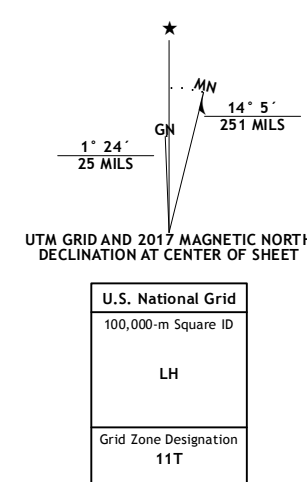 ★
MN
GN
14° 5´
251 MILS
1° 24´
25 MILS
UTM GRID AND 2017 MAGNETIC NORTH
DECLINATION AT CENTER OF SHEET
U.S. National Grid
100,000-m Square ID
LH
Grid Zone Designation
11T